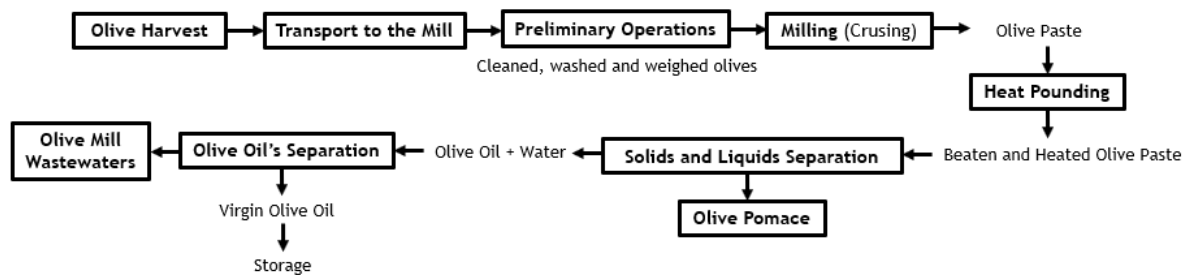 Olive Harvest
Transport to the Mill
Preliminary Operations
Milling (Crusing)
Olive Paste
Cleaned, washed and weighed olives
Heat Pounding
Beaten and Heated Olive Paste
Solids and Liquids Separation
Olive Pomace
Olive Oil + Water
Olive Oil's Separation
Olive Mill
Wastewaters
Virgin Olive Oil
Storage